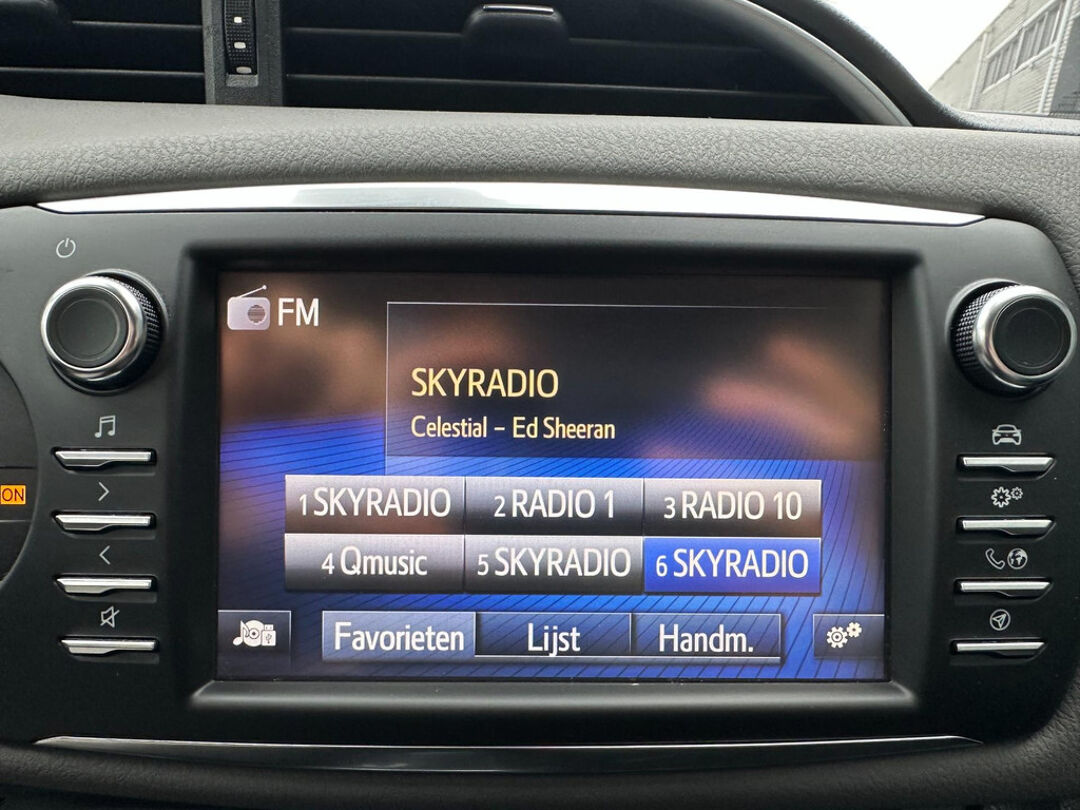 FM
SKYRADIO
Celestial – Ed Sheeran
ON
1 SKYRADIO 2 RADIO 1 3 RADIO 10
4 Qmusic 5 SKYRADIO 6 SKYRADIO
Favorieten Lijst Handm.